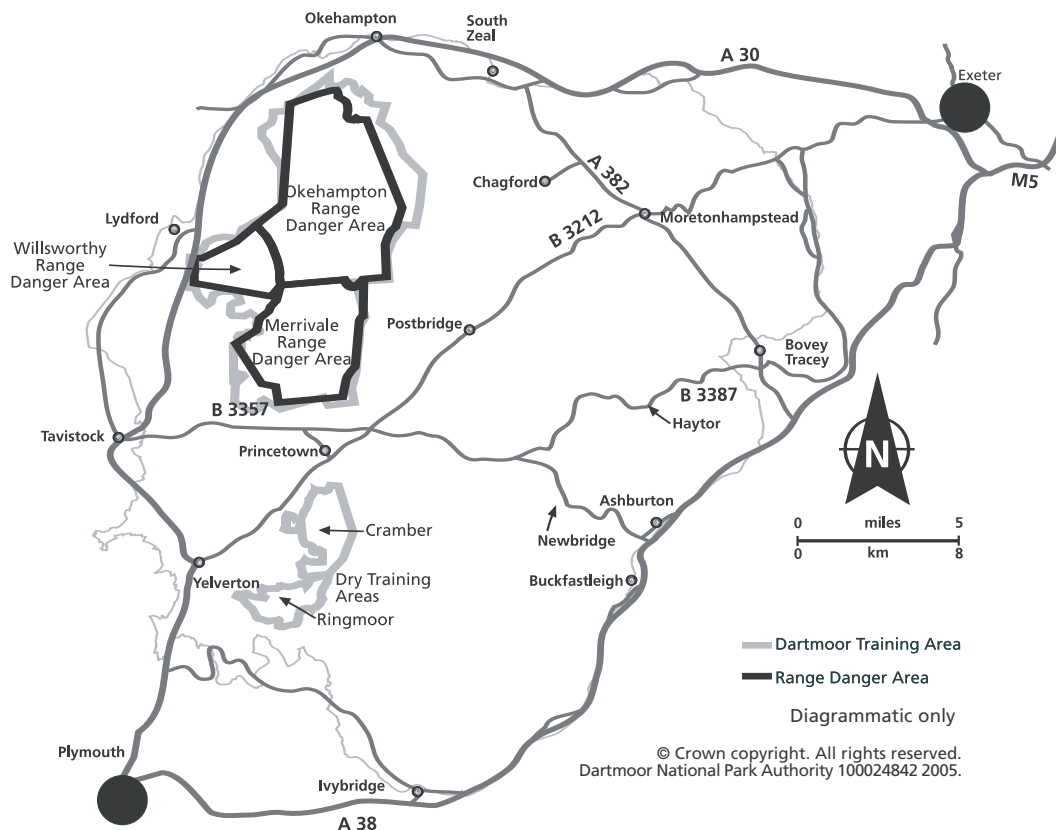 Okehampton
South
Zeal
A 30
Exeter
M5
Chagford
A 382
Okehampton
Range
Danger Area
Lydford
B 3212
Moretonhampstead
Willsworthy
Range
Danger Area
Merrivale
Range
Danger Area
Postbridge
Bovey
Tracey
B 3387
Haytor
B 3357
Tavistock
Princetown
N
Ashburton
0 miles 5
0 km 8
Cramber
Newbridge
Yelverton
Dry Training
Areas
Buckfastleigh
Ringmoor
Dartmoor Training Area
Range Danger Area
Diagrammatic only
Plymouth
© Crown copyright. All rights reserved.
Dartmoor National Park Authority 100024842 2005.
Ivybridge
A 38